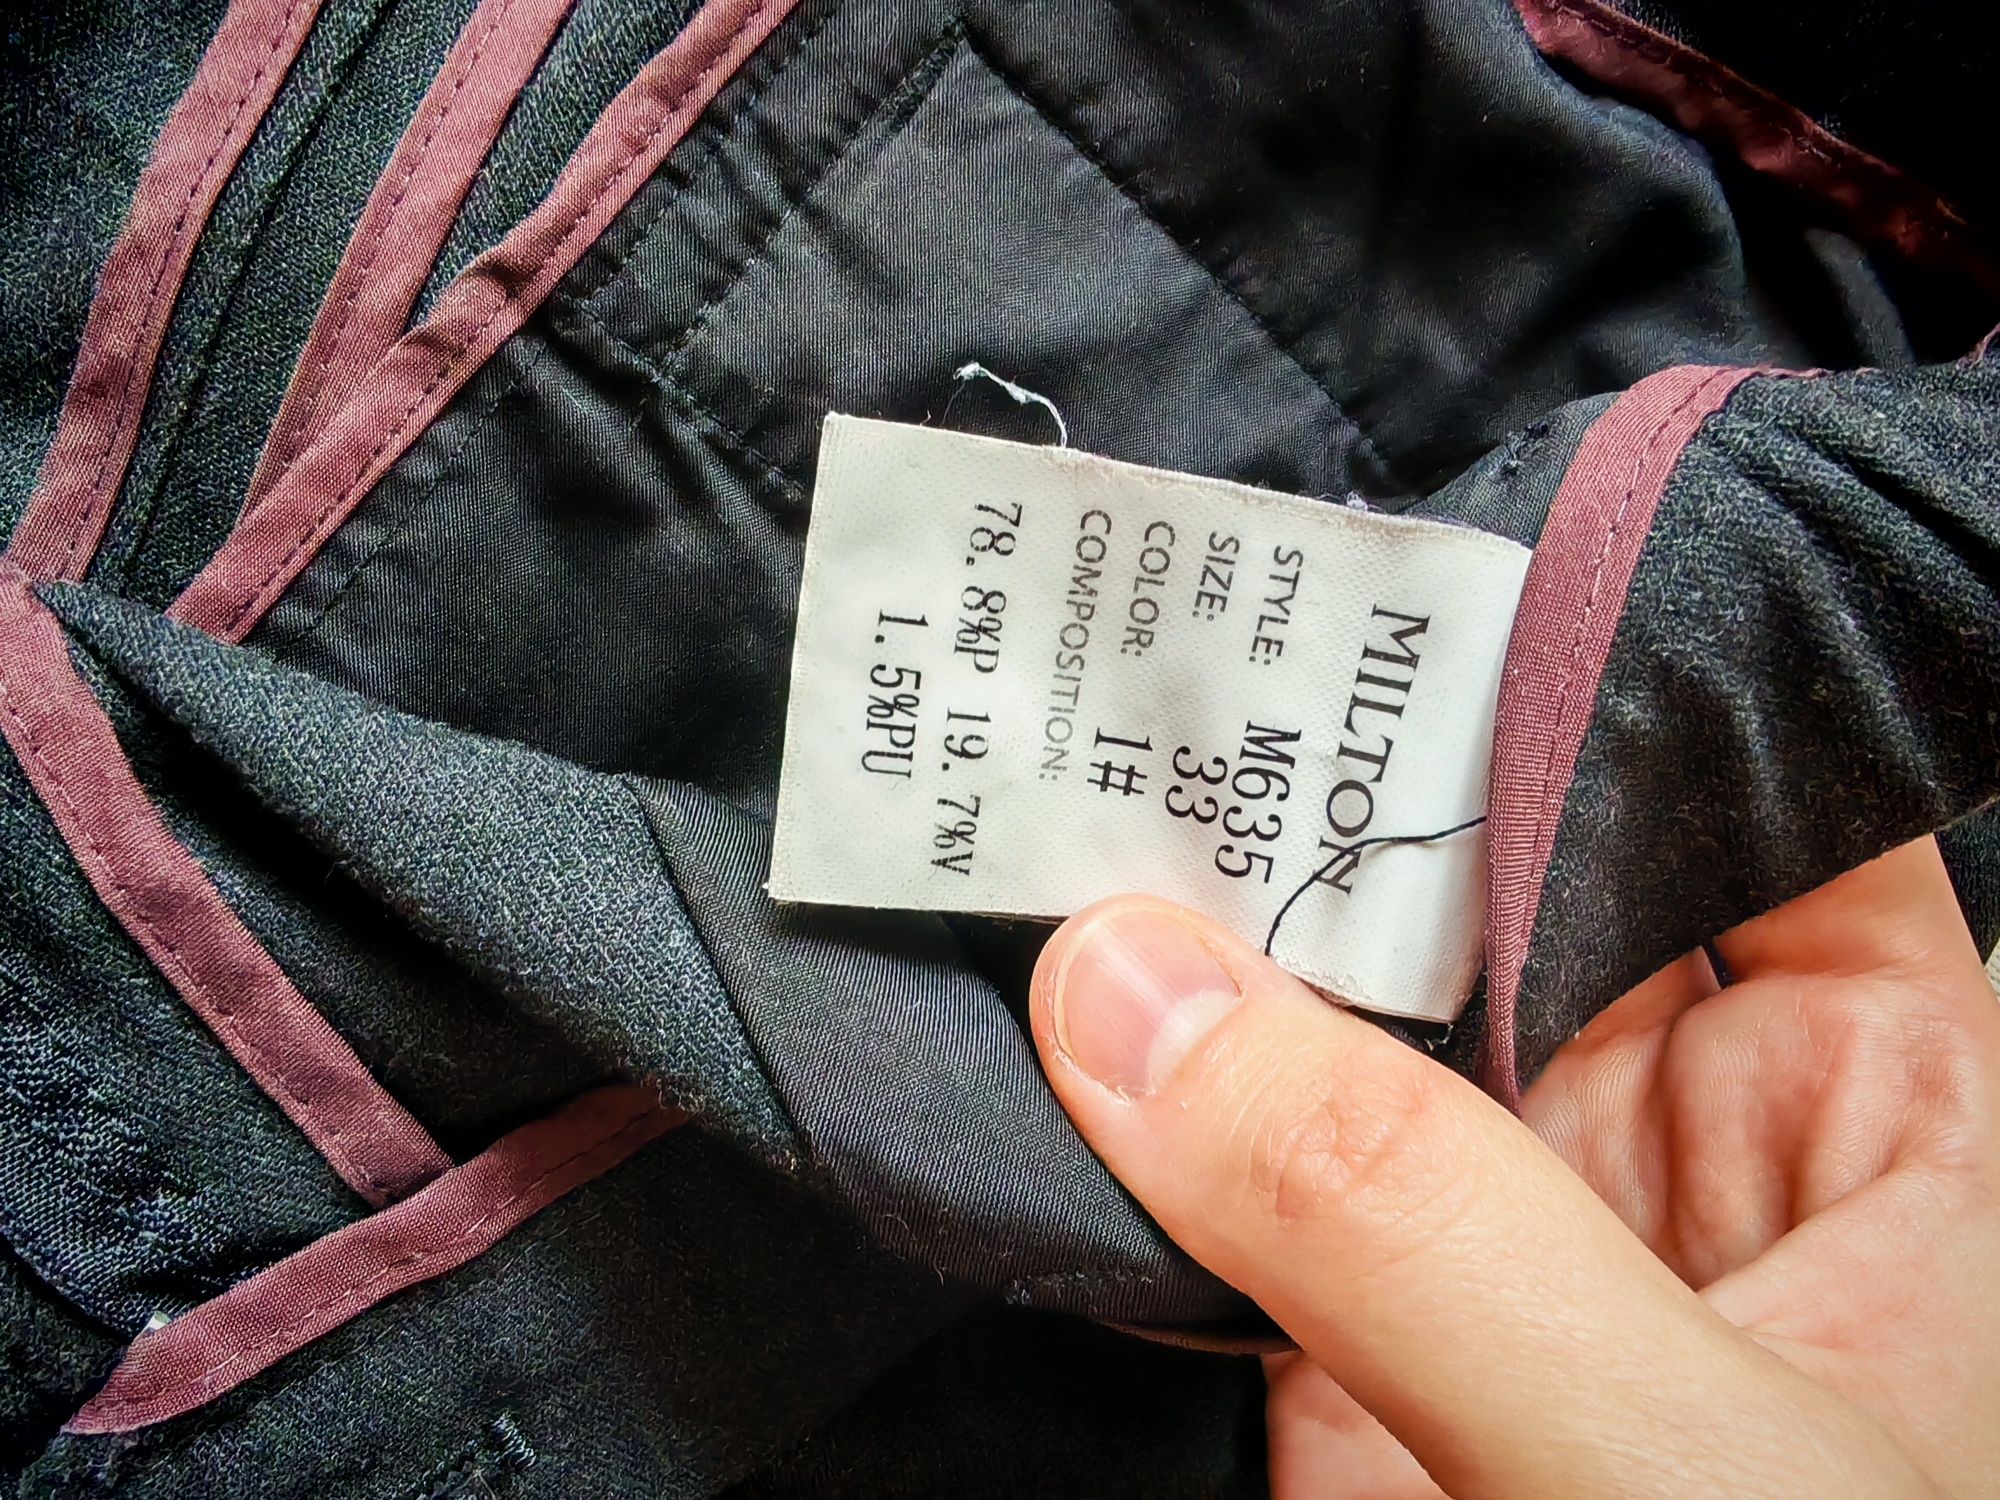 MILTON
STYLE: M635
SIZE: 33
COLOR: 1#
COMPOSITION:
78.8%P 19.7%V
1.5%PU